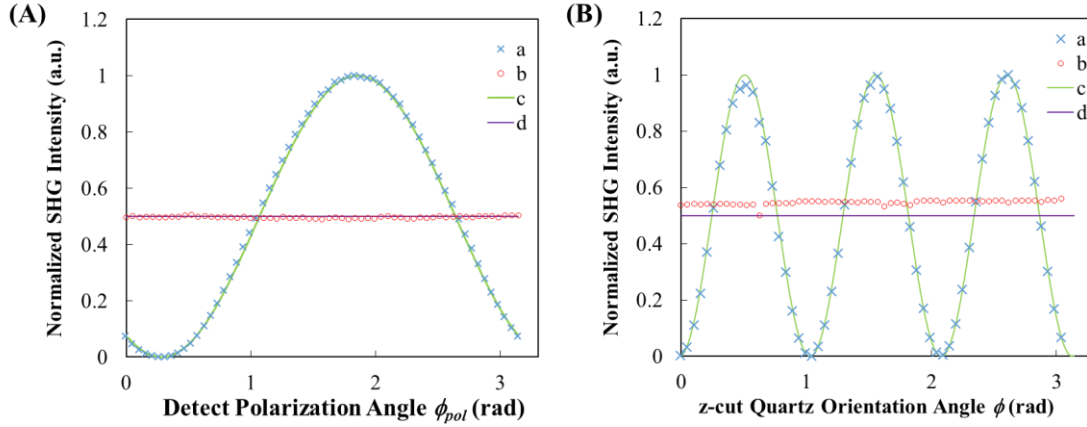 (A)
Normalized SHG Intensity (a.u.)
1.2
1
0.8
0.6
0.4
0.2
0
0
1
2
3
Detect Polarization Angle ϕpol (rad)
a
b
c
d
(B)
Normalized SHG Intensity (a.u.)
1.2
1
0.8
0.6
0.4
0.2
0
0
1
2
3
z-cut Quartz Orientation Angle ϕ (rad)
a
b
c
d